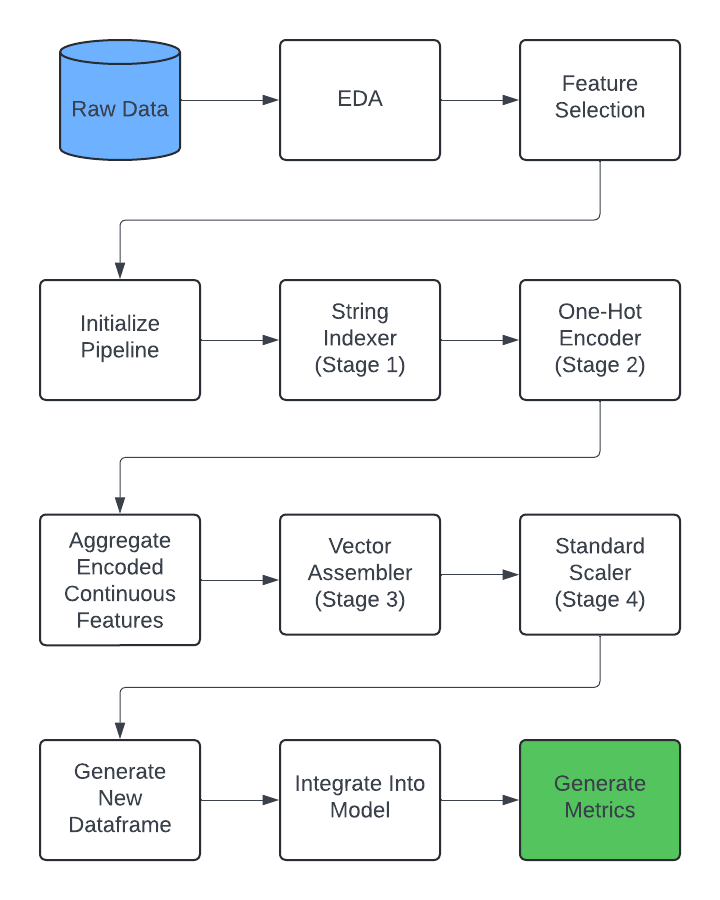 Raw Data
EDA
Feature
Selection
Initialize
Pipeline
String
Indexer
(Stage 1)
One-Hot
Encoder
(Stage 2)
Aggregate
Encoded
Continuous
Features
Vector
Assembler
(Stage 3)
Standard
Scaler
(Stage 4)
Generate
New
Dataframe
Integrate Into
Model
Generate
Metrics